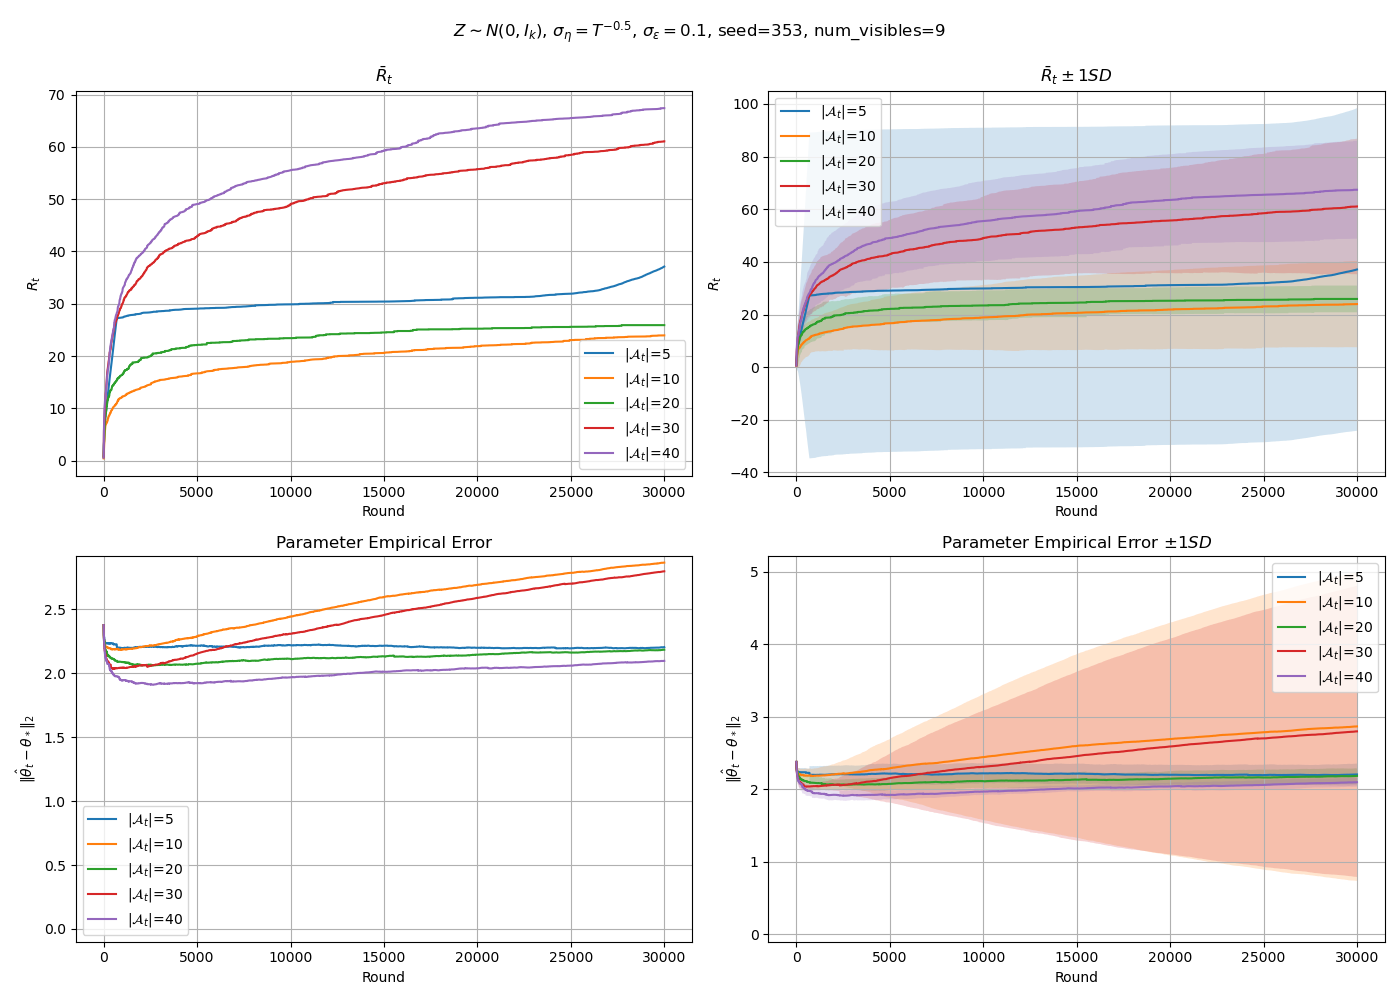 Z ∼ N(0, I_k), σ_η = T^{−0.5}, σ_ε = 0.1, seed=353, num_visibles=9
R̄_t
R_t
70
60
50
40
30
20
10
0
|𝒜_t|=5
|𝒜_t|=10
|𝒜_t|=20
|𝒜_t|=30
|𝒜_t|=40
0 5000 10000 15000 20000 25000 30000
Round
R̄_t ± 1SD
R_t
100
80
60
40
20
0
−20
−40
|𝒜_t|=5
|𝒜_t|=10
|𝒜_t|=20
|𝒜_t|=30
|𝒜_t|=40
0 5000 10000 15000 20000 25000 30000
Round
Parameter Empirical Error
‖θ̂_t − θ_*‖_2
2.5
2.0
1.5
1.0
0.5
0.0
|𝒜_t|=5
|𝒜_t|=10
|𝒜_t|=20
|𝒜_t|=30
|𝒜_t|=40
0 5000 10000 15000 20000 25000 30000
Round
Parameter Empirical Error ±1SD
‖θ̂_t − θ_*‖_2
5
4
3
2
1
0
|𝒜_t|=5
|𝒜_t|=10
|𝒜_t|=20
|𝒜_t|=30
|𝒜_t|=40
0 5000 10000 15000 20000 25000 30000
Round